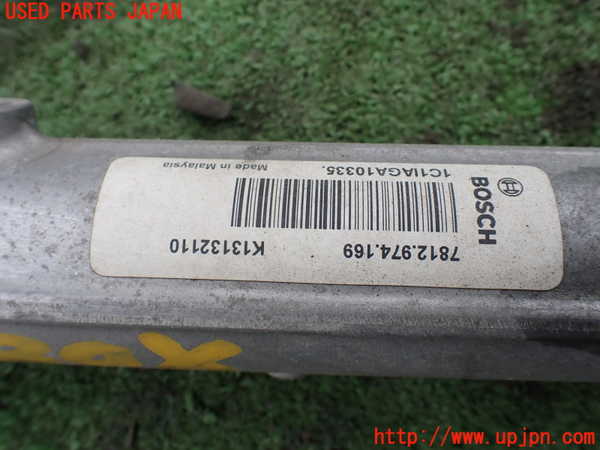 USED PARTS JAPAN
K13132110 7812.974.169
BOSCH
Made in Malaysia 1C1IAGA10335.
http://www.upjpn.com/